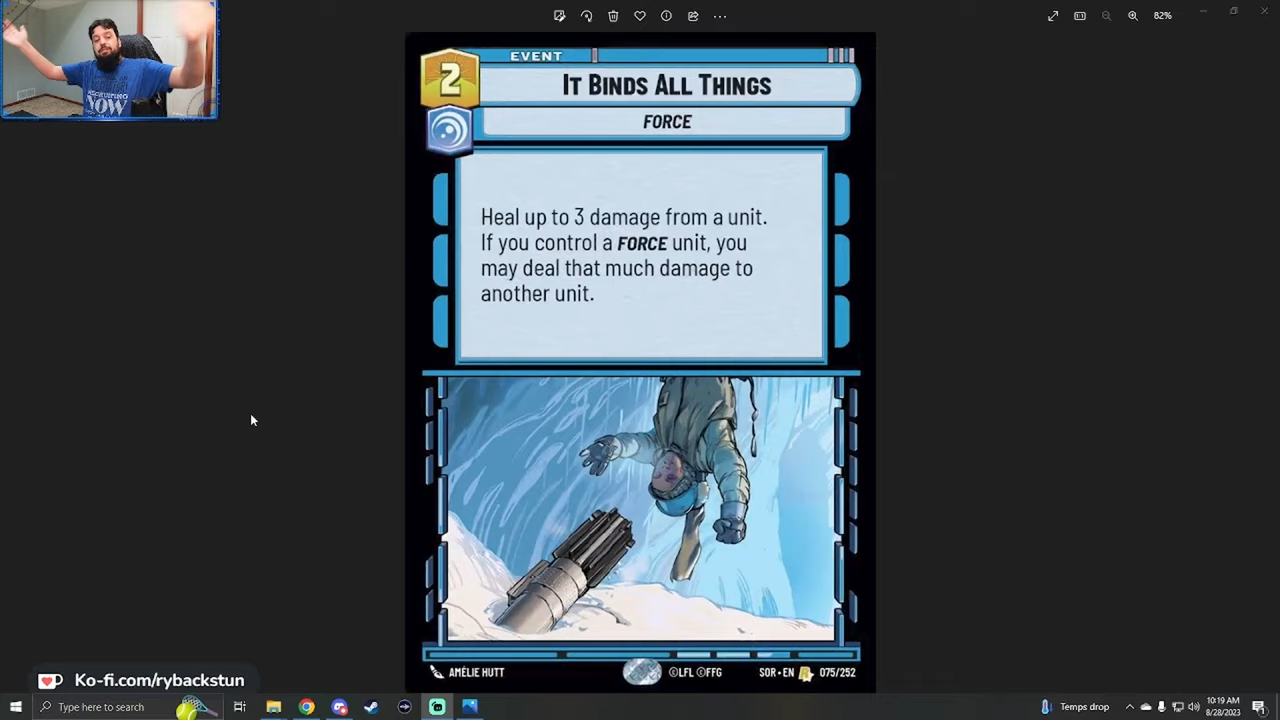 82%
EVENT
2
IT BINDS ALL THINGS
FORCE
Heal up to 3 damage from a unit.
If you control a FORCE unit, you
may deal that much damage to
another unit.
AMÉLIE HUTT
©LFL ©FFG
SOR • EN
075/252
NOW
Ko-fi.com/rybackstun
Type here to search
Temps drop
10:19 AM
8/28/2023